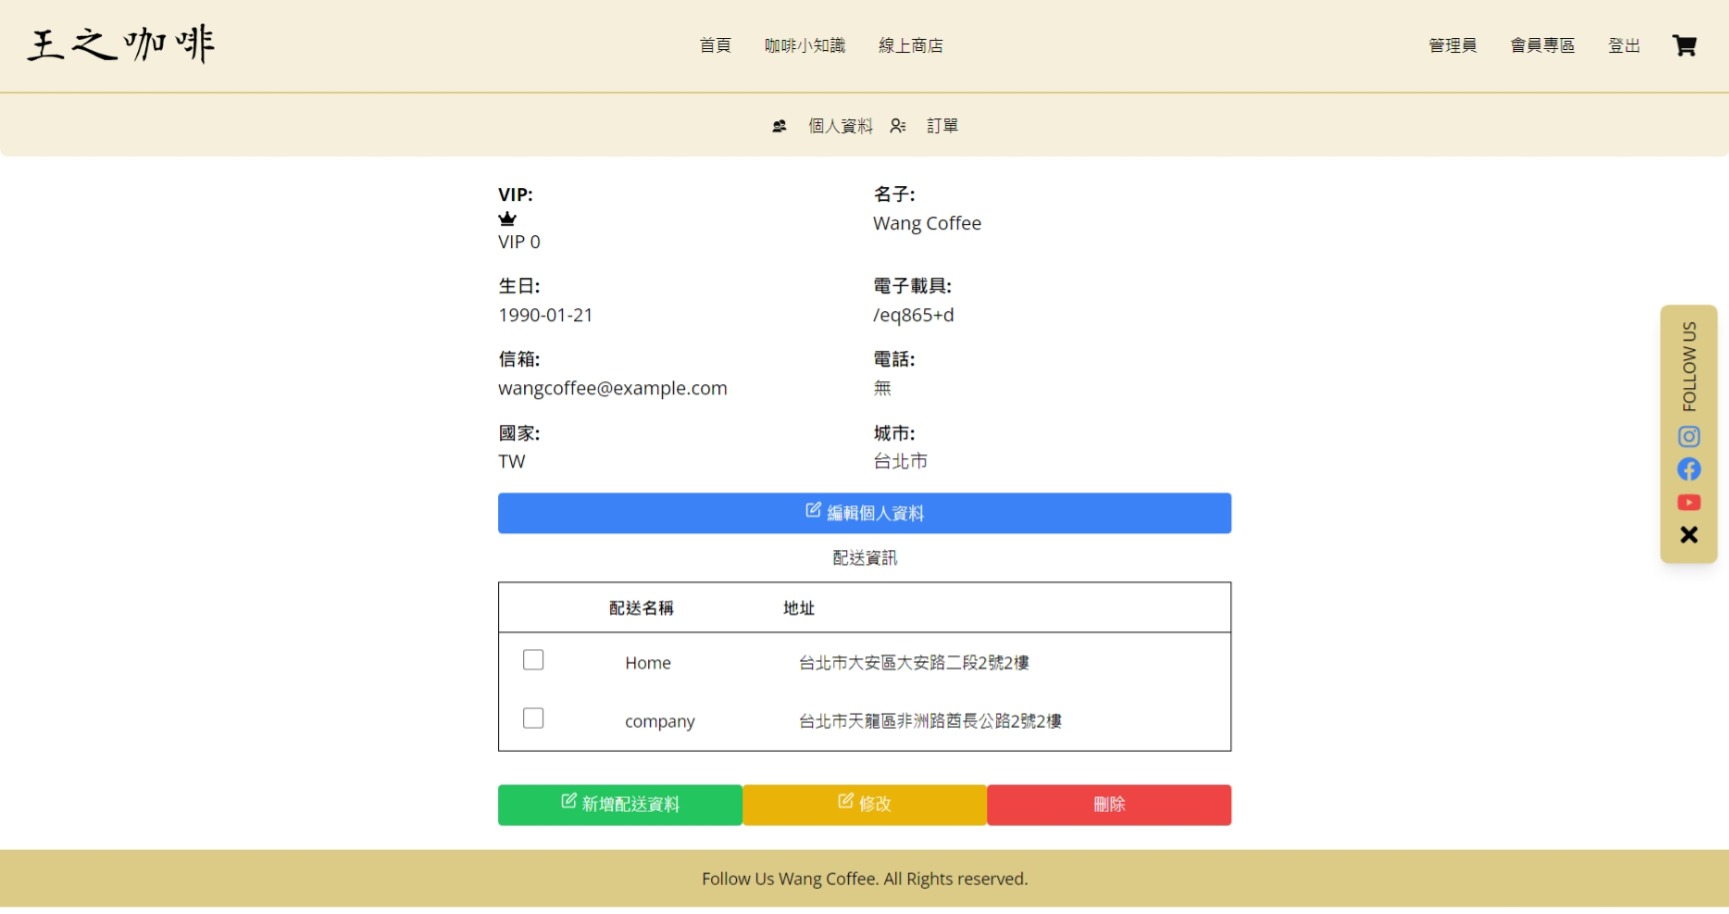 王之咖啡
首頁 咖啡小知識 線上商店
管理員 會員專區 登出
個人資料 訂單
VIP: 名子:
VIP 0 Wang Coffee
生日: 電子載具:
1990-01-21 /eq865+d
信箱: 電話:
wangcoffee@example.com 無
國家: 城市:
TW 台北市
編輯個人資料
配送資訊
配送名稱 地址
Home 台北市大安區大安路二段2號2樓
company 台北市天龍區非洲路酋長公路2號2樓
新增配送資料 修改 刪除
FOLLOW US
Follow Us Wang Coffee. All Rights reserved.